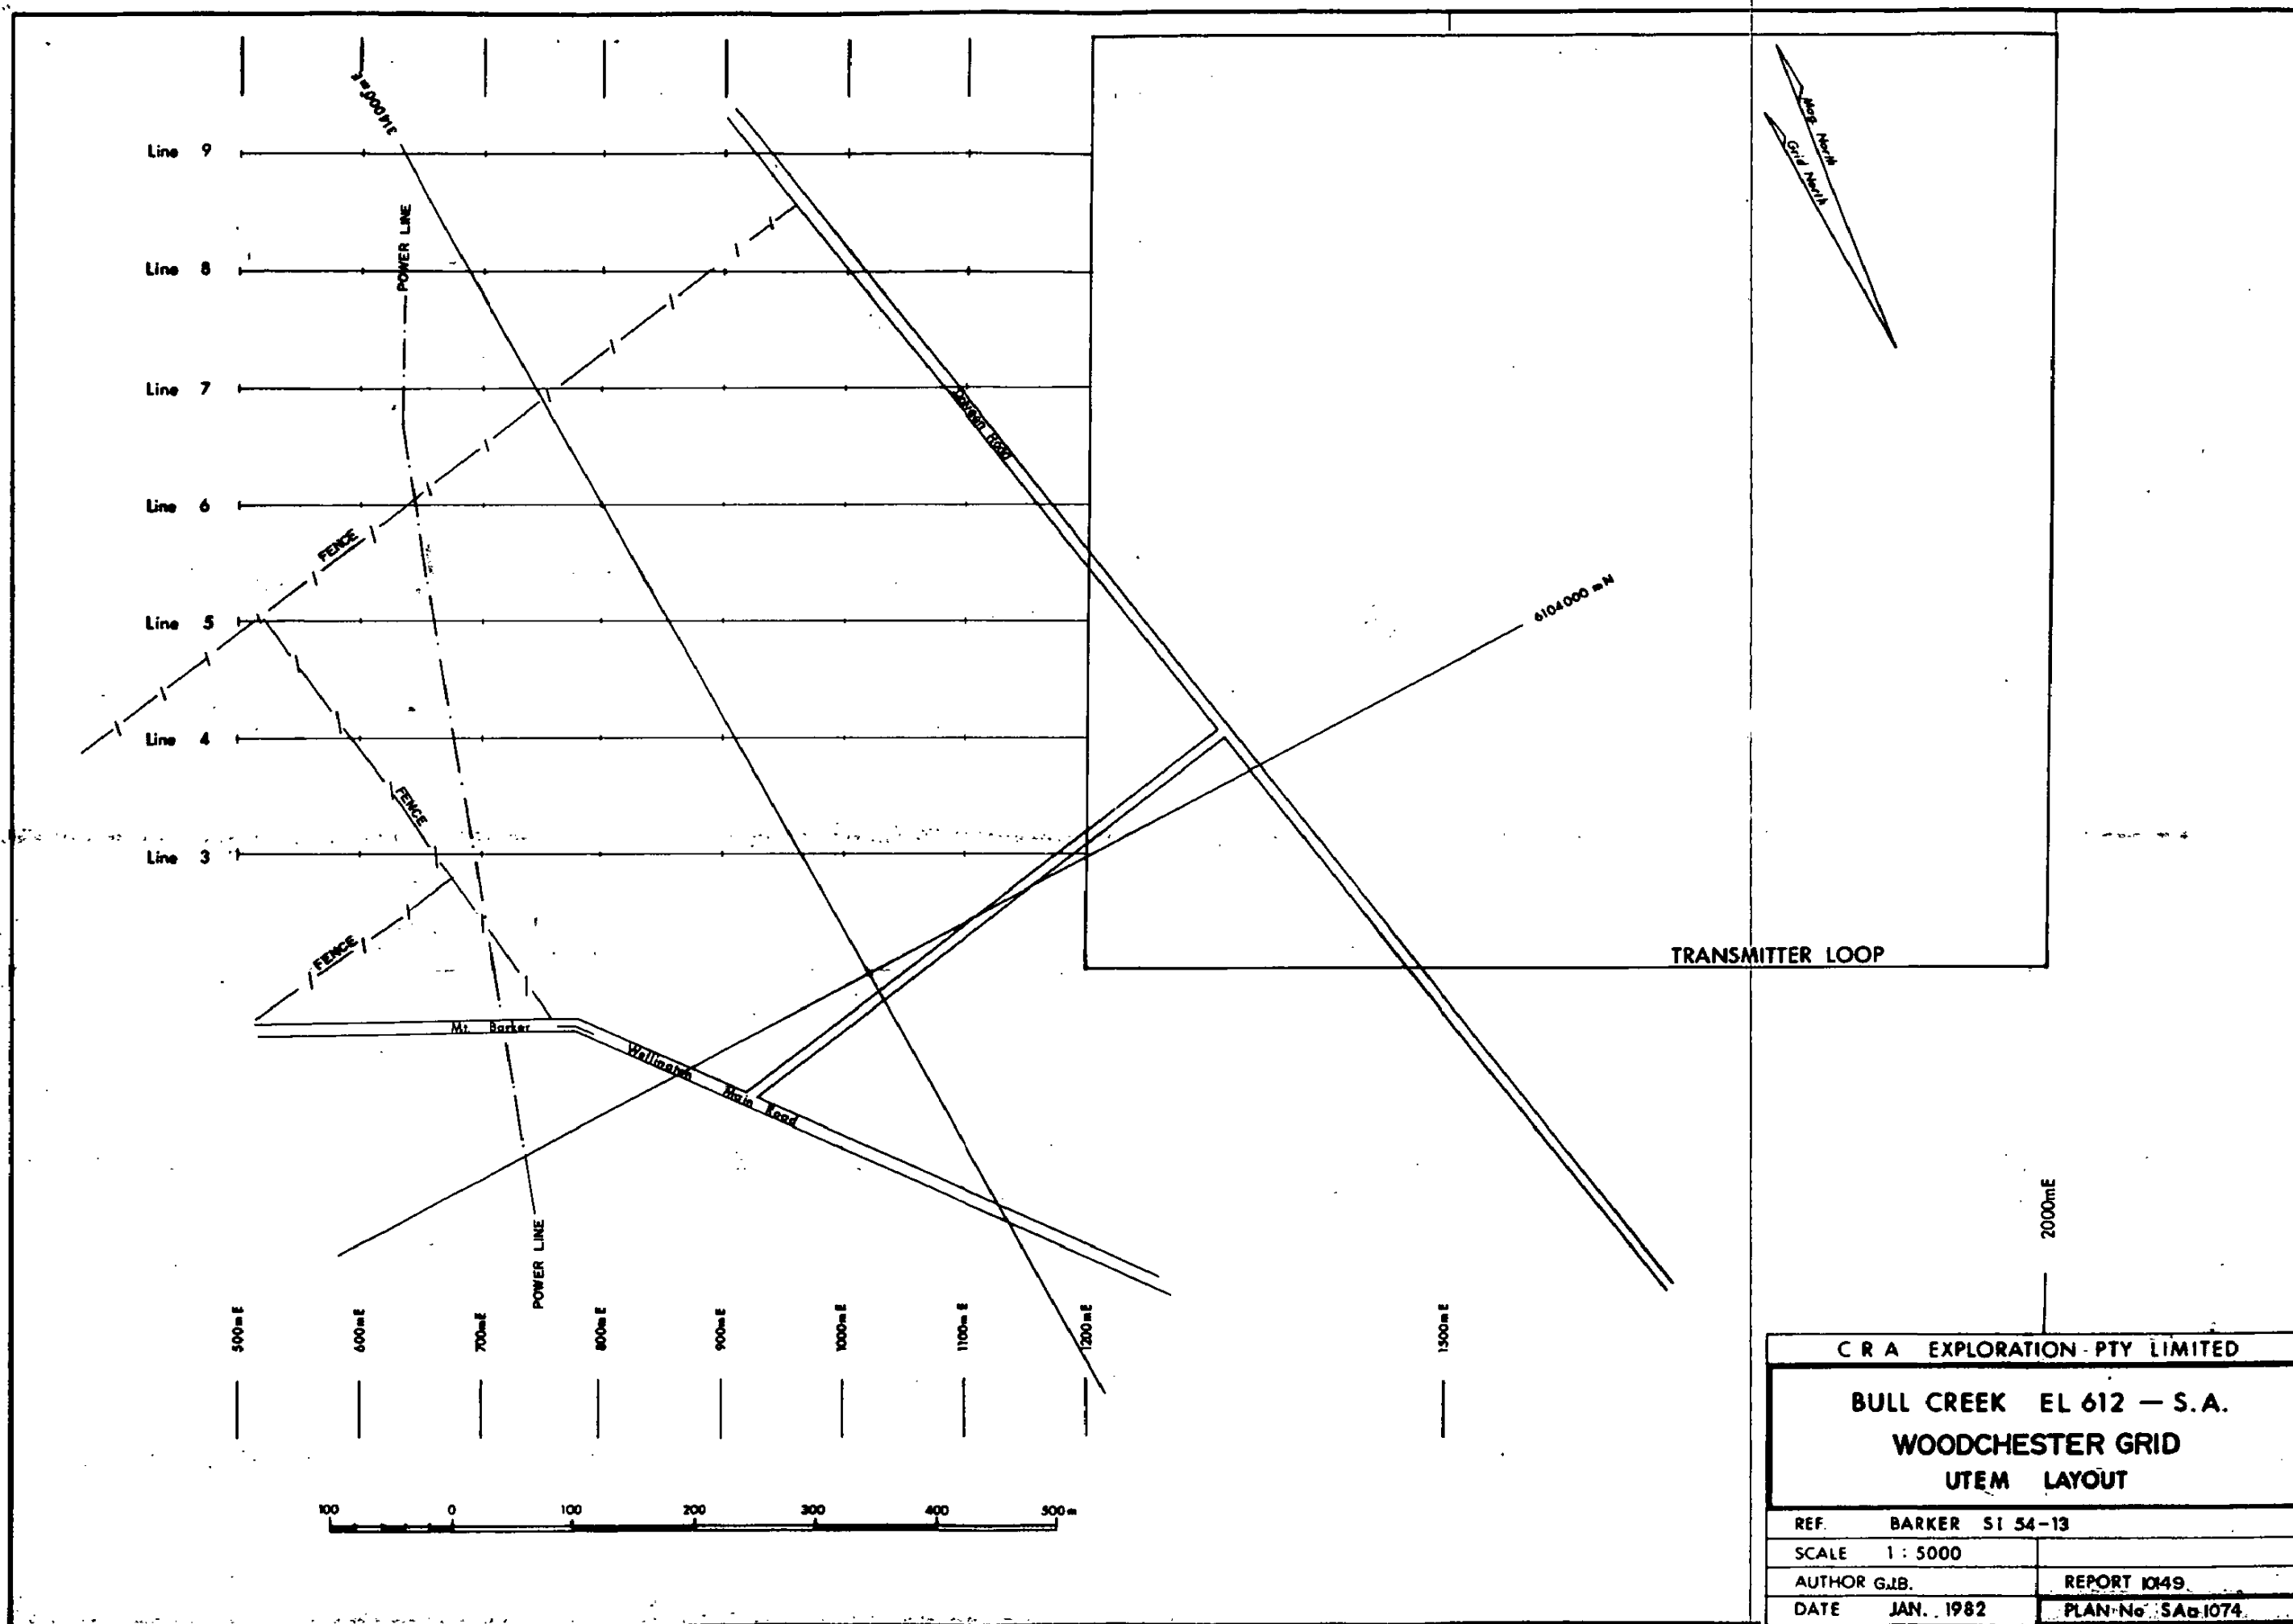 314000mE
Mag North
Grid North
Line 9
POWER LINE
Line 8
Line 7
Line 6
FENCE
6104000 mN
Line 5
Line 4
FENCE
Line 3
FENCE
TRANSMITTER LOOP
Mt. Barker Wellington Main Road
POWER LINE
500mE
600mE
700mE
800mE
900mE
1000mE
1100mE
1200mE
1500mE
2000mE
100 0 100 200 300 400 500m
C R A EXPLORATION PTY LIMITED
BULL CREEK EL 612 — S.A.
WOODCHESTER GRID
UTEM LAYOUT
REF. BARKER SI 54-13
SCALE 1 : 5000
AUTHOR G.J.B. REPORT 10149
DATE JAN. 1982 PLAN No SAa 1074